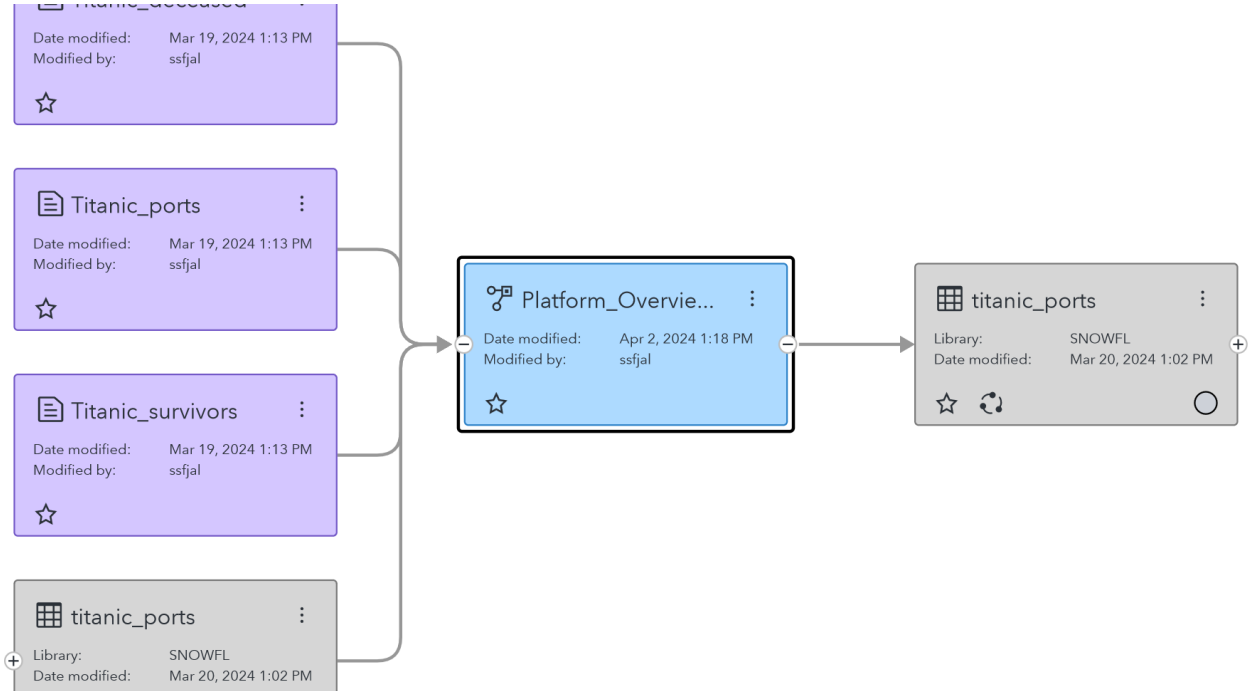 Titanic_deceased
Date modified: Mar 19, 2024 1:13 PM
Modified by: ssfjal
Titanic_ports
Date modified: Mar 19, 2024 1:13 PM
Modified by: ssfjal
Titanic_survivors
Date modified: Mar 19, 2024 1:13 PM
Modified by: ssfjal
titanic_ports
Library: SNOWFL
Date modified: Mar 20, 2024 1:02 PM
Platform_Overvie...
Date modified: Apr 2, 2024 1:18 PM
Modified by: ssfjal
titanic_ports
Library: SNOWFL
Date modified: Mar 20, 2024 1:02 PM